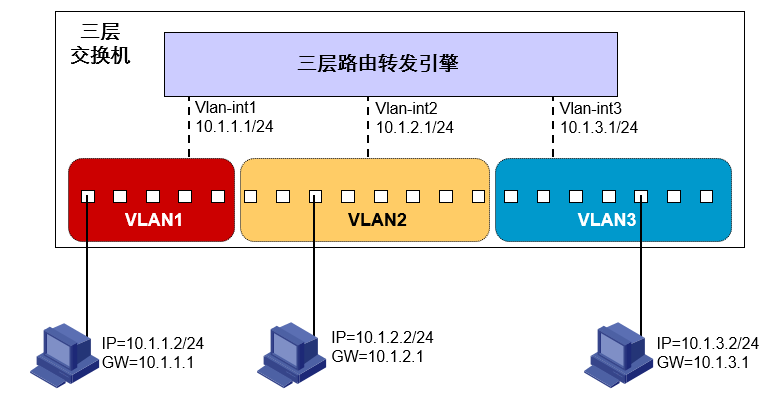 三层
交换机
三层路由转发引擎
Vlan-int1
10.1.1.1/24
Vlan-int2
10.1.2.1/24
Vlan-int3
10.1.3.1/24
VLAN1
VLAN2
VLAN3
IP=10.1.1.2/24
GW=10.1.1.1
IP=10.1.2.2/24
GW=10.1.2.1
IP=10.1.3.2/24
GW=10.1.3.1